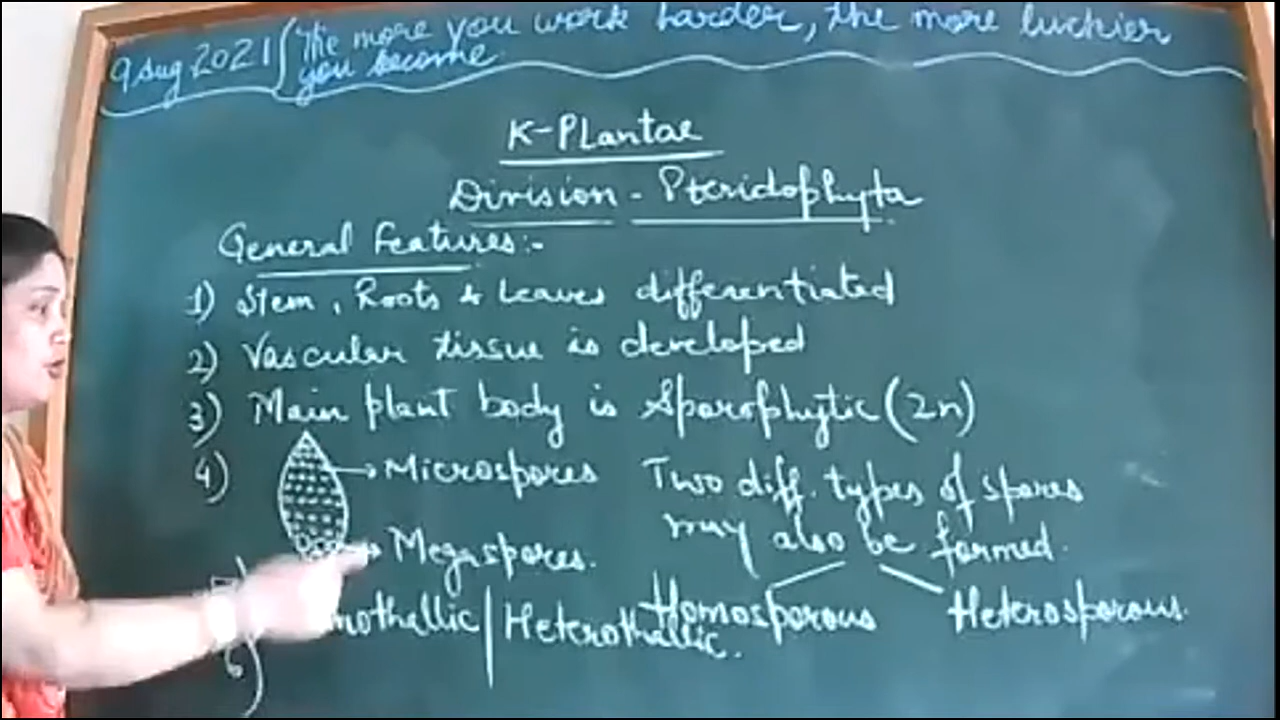 9 Aug 2021 The more you work harder, the more luckier
you become
K-Plantae
Division - Pteridophyta
General Features:-
1) Stem, Roots & Leaves differentiated
2) Vascular tissue is developed
3) Main plant body is Sporophytic (2n)
4) Microspores Two diff. types of spores
may also be formed.
Megaspores.
Homosporous Heterosporous.
mothallic | Heterothallic.